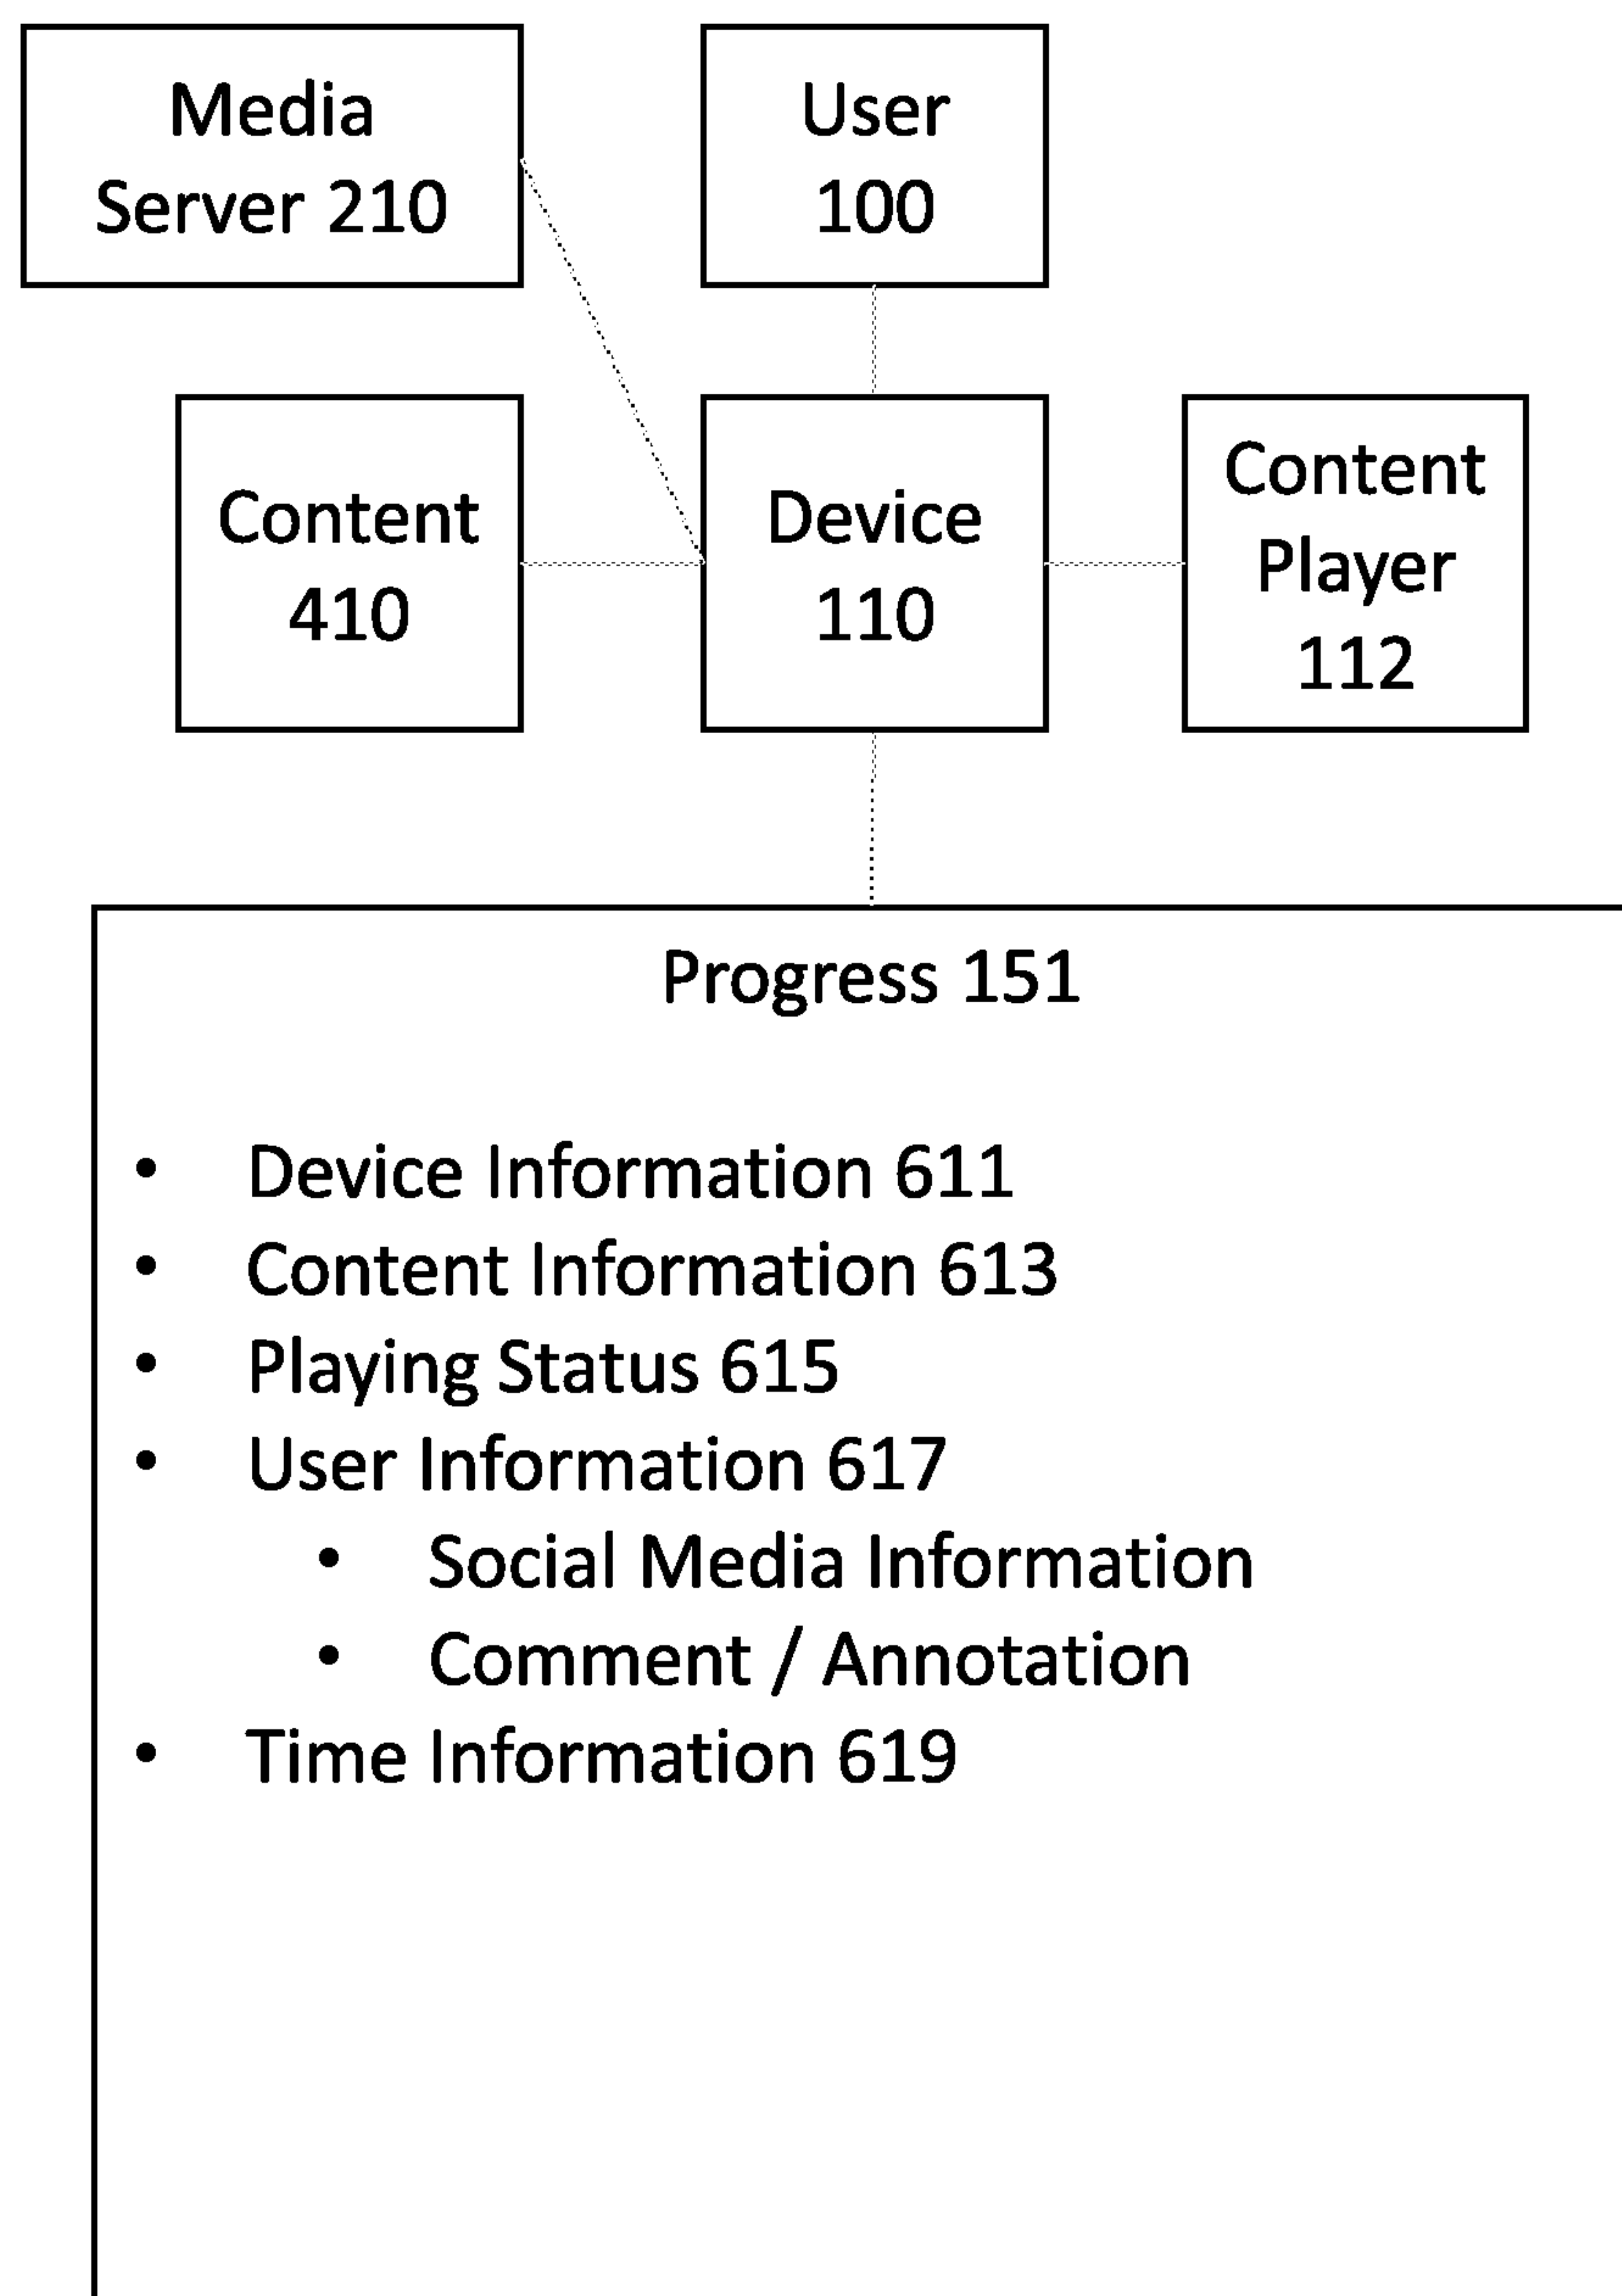 Media
Server 210
User
100
Content
410
Device
110
Content
Player
112
Progress 151
• Device Information 611
• Content Information 613
• Playing Status 615
• User Information 617
• Social Media Information
• Comment / Annotation
• Time Information 619